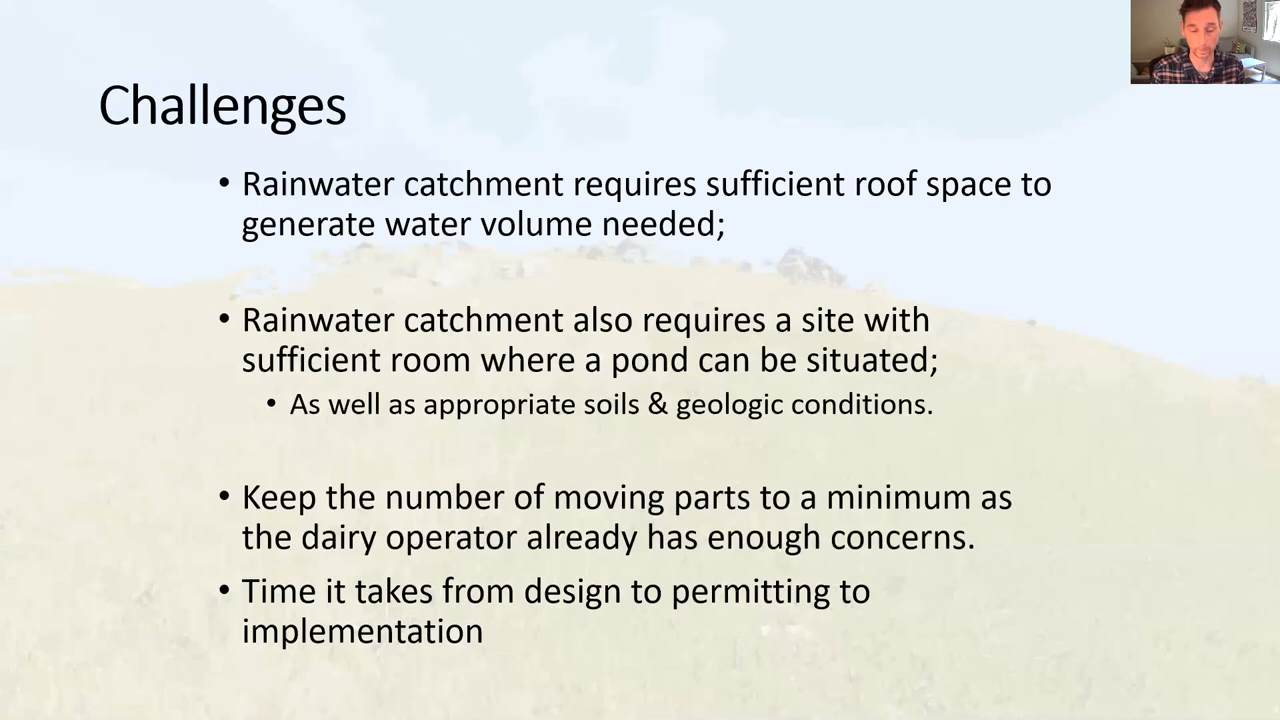 Challenges
• Rainwater catchment requires sufficient roof space to
generate water volume needed;
• Rainwater catchment also requires a site with
sufficient room where a pond can be situated;
• As well as appropriate soils & geologic conditions.
• Keep the number of moving parts to a minimum as
the dairy operator already has enough concerns.
• Time it takes from design to permitting to
implementation